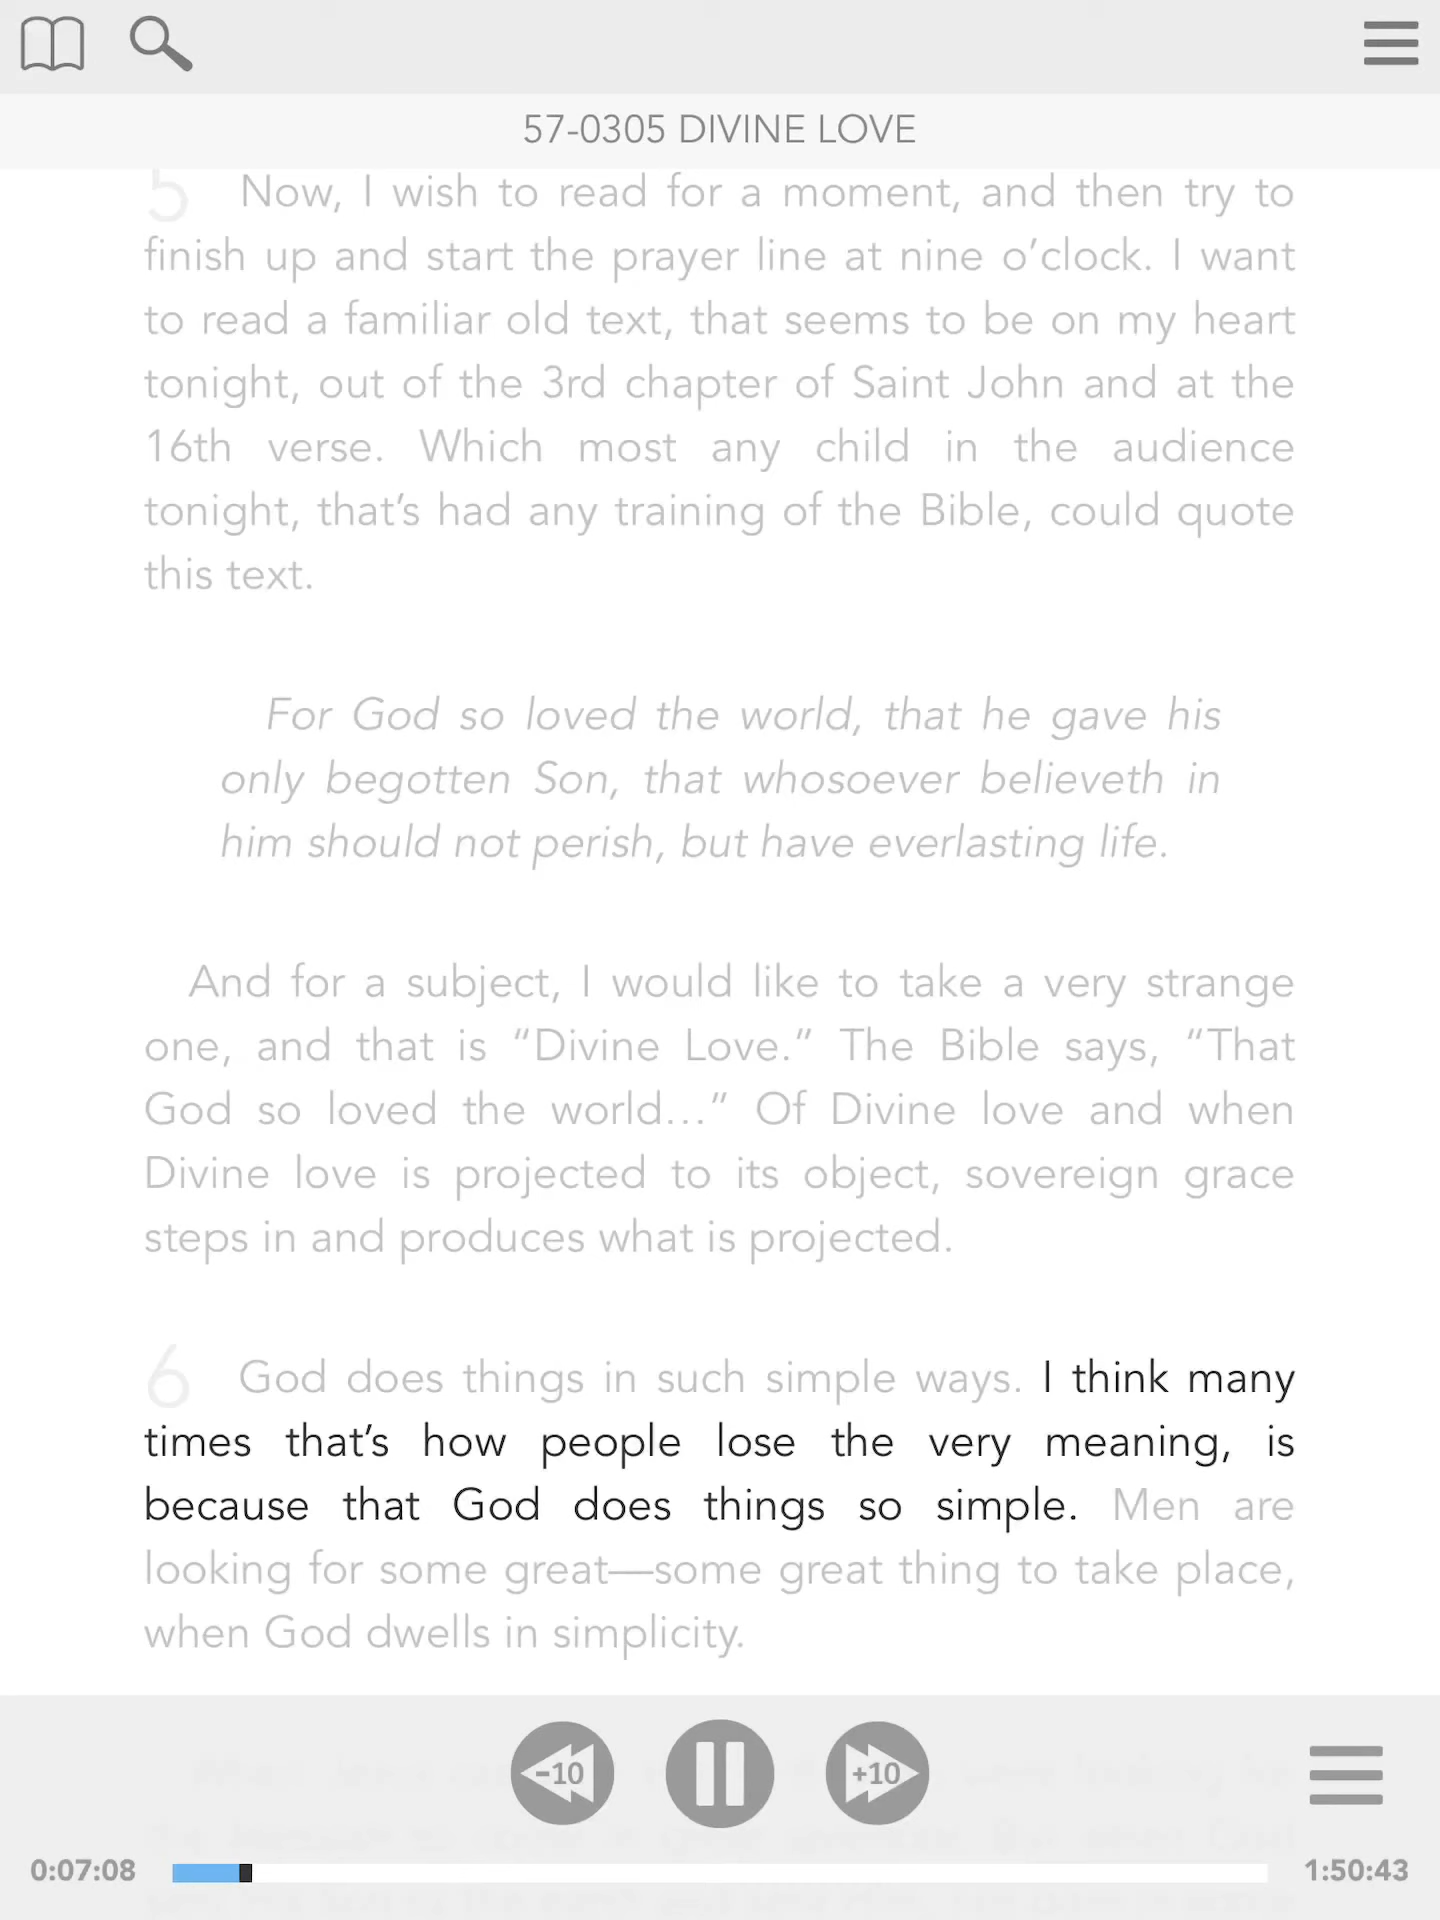 57-0305 DIVINE LOVE
5 Now, I wish to read for a moment, and then try to
finish up and start the prayer line at nine o’clock. I want
to read a familiar old text, that seems to be on my heart
tonight, out of the 3rd chapter of Saint John and at the
16th verse. Which most any child in the audience
tonight, that’s had any training of the Bible, could quote
this text.
For God so loved the world, that he gave his
only begotten Son, that whosoever believeth in
him should not perish, but have everlasting life.
And for a subject, I would like to take a very strange
one, and that is “Divine Love.” The Bible says, “That
God so loved the world…” Of Divine love and when
Divine love is projected to its object, sovereign grace
steps in and produces what is projected.
6 God does things in such simple ways. I think many
times that’s how people lose the very meaning, is
because that God does things so simple. Men are
looking for some great—some great thing to take place,
when God dwells in simplicity.
-10 +10
0:07:08 1:50:43